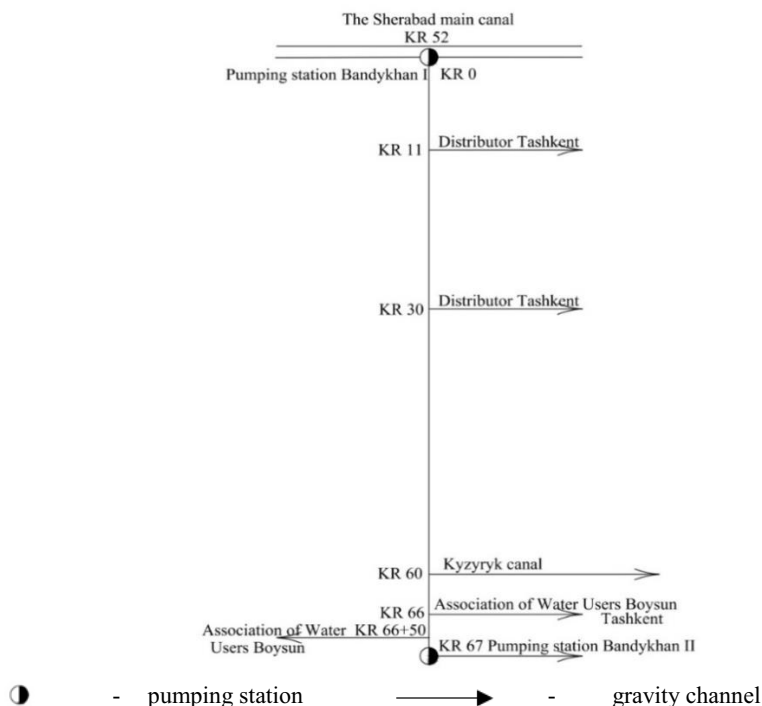 The Sherabad main canal
KR 52
Pumping station Bandykhan I KR 0
KR 11 Distributor Tashkent
KR 30 Distributor Tashkent
KR 60 Kyzyryk canal
KR 66 Association of Water Users Boysun
Tashkent
Association of Water KR 66+50
Users Boysun
KR 67 Pumping station Bandykhan II
- pumping station - gravity channel